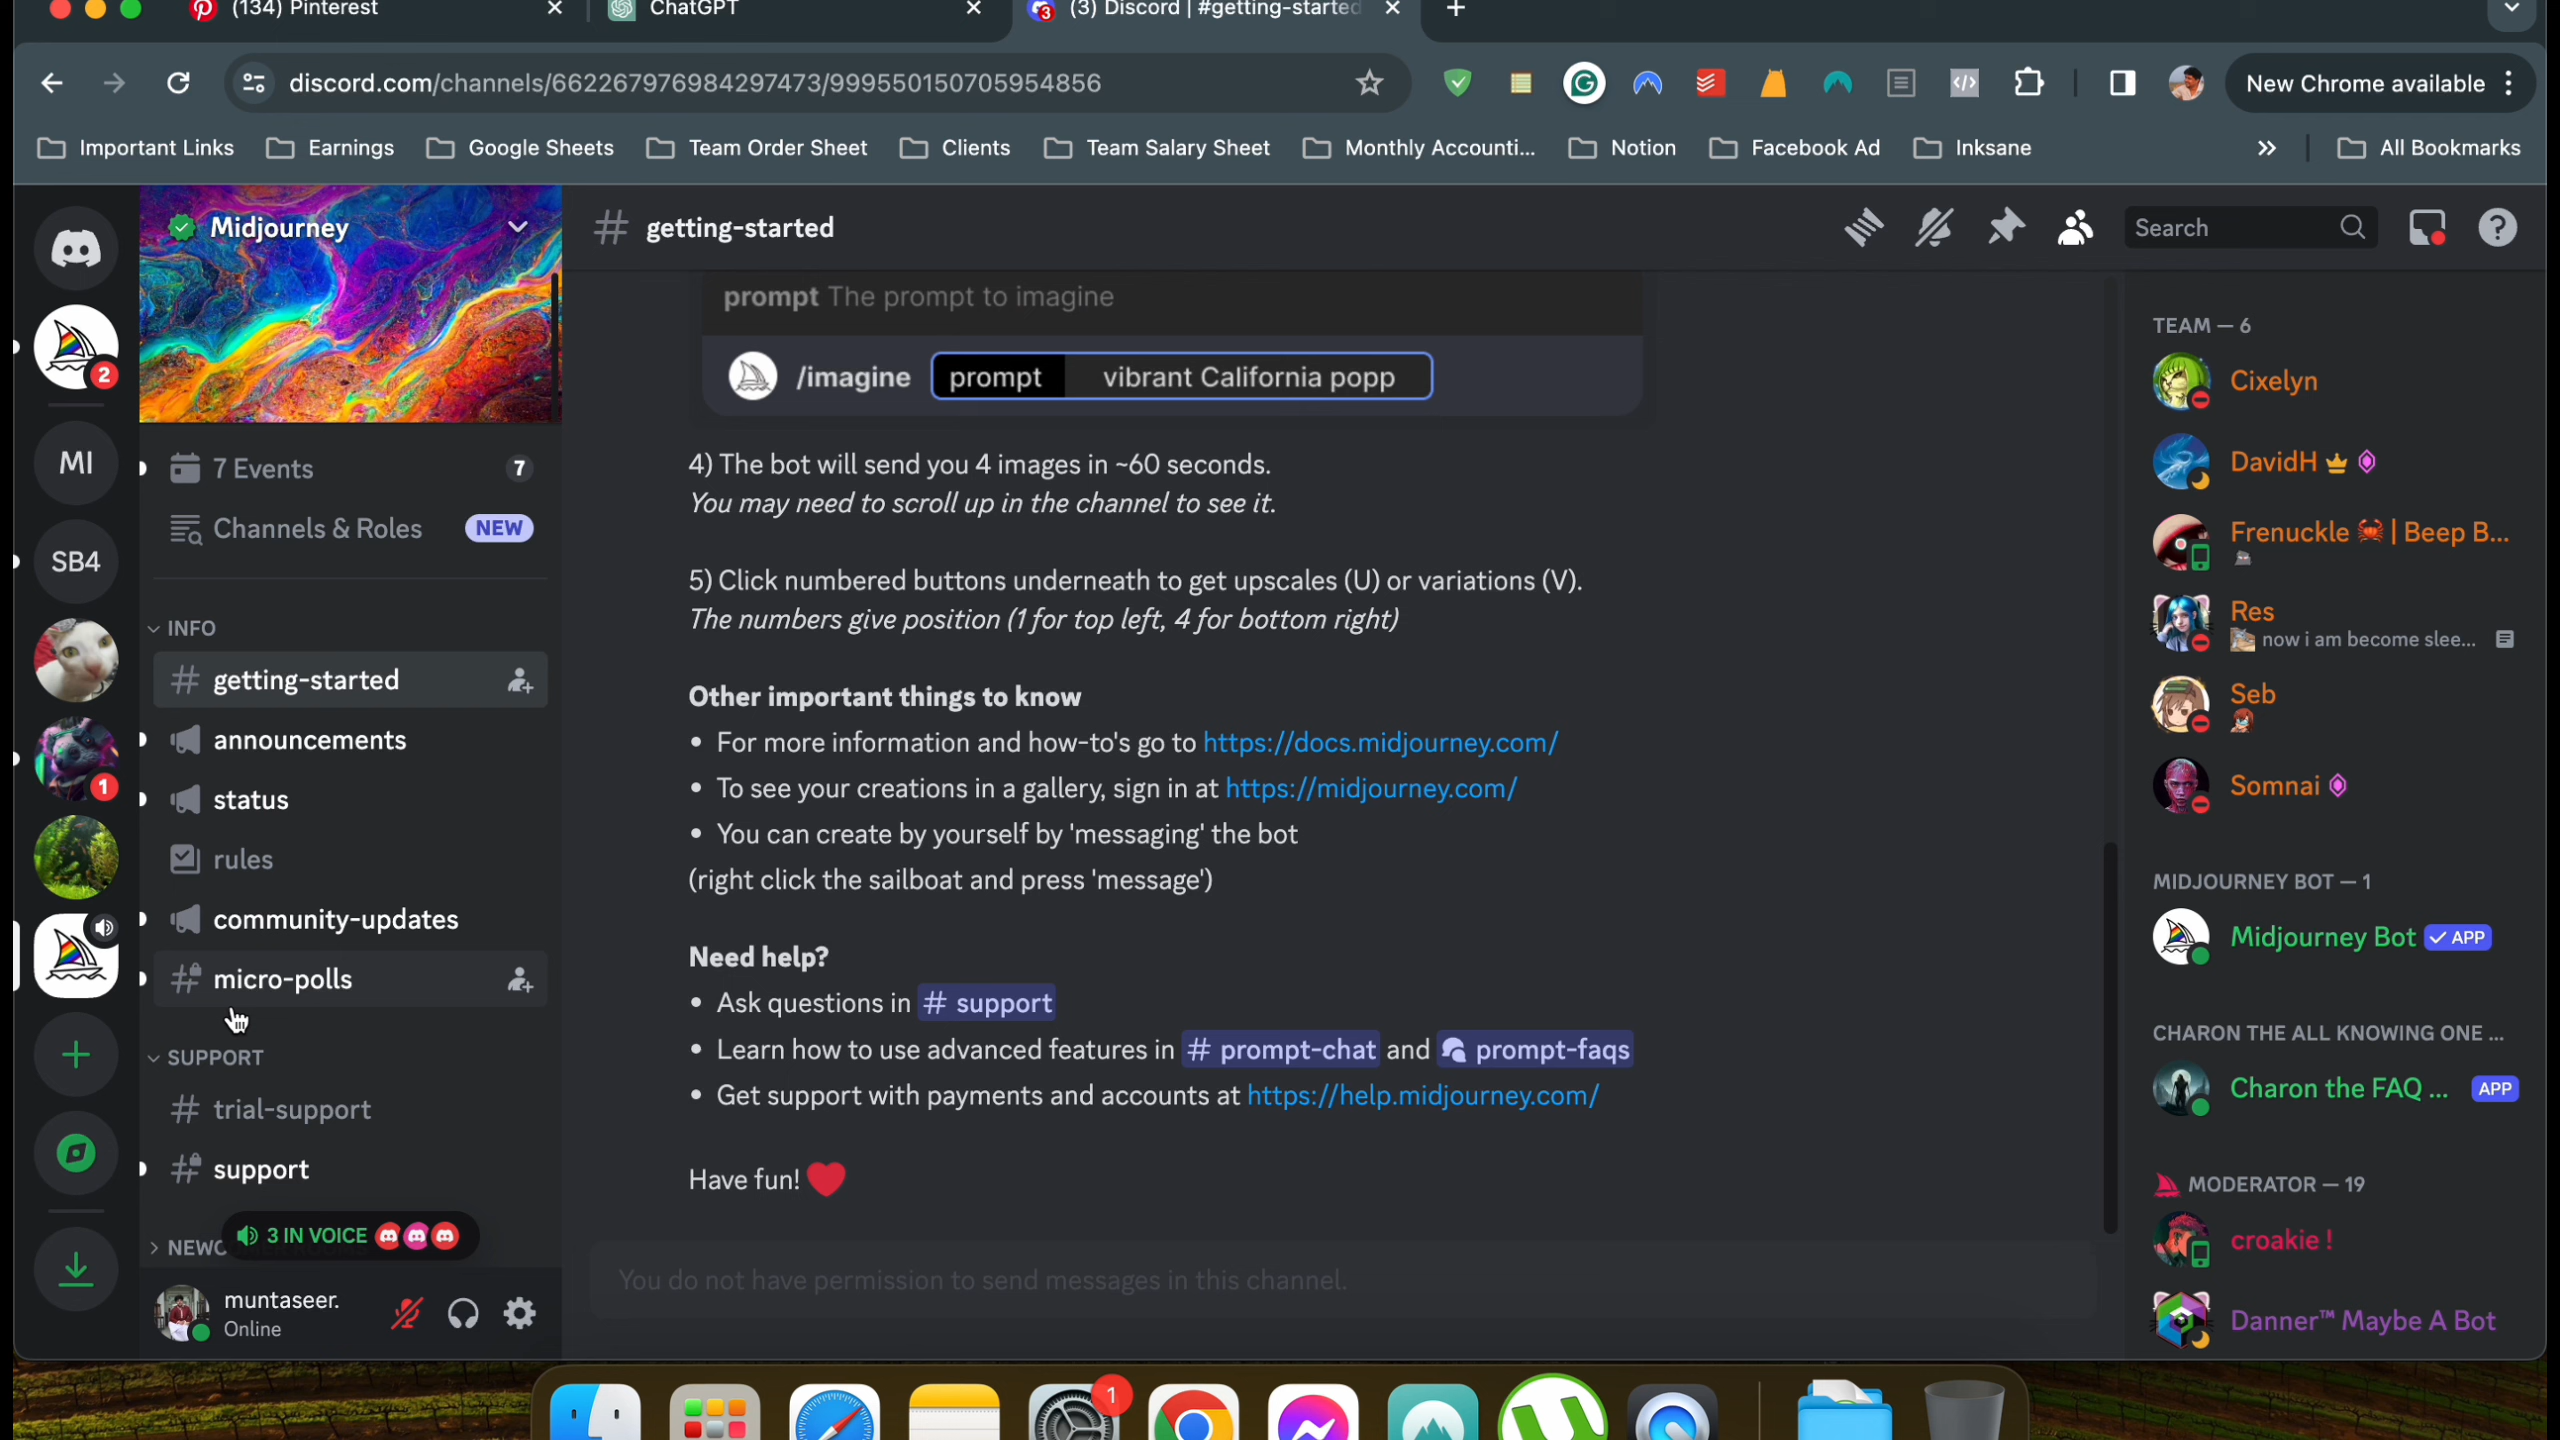 (134) Pinterest
ChatGPT
(3) Discord | #getting-started
discord.com/channels/662267976984297473/999550150705954856
New Chrome available
Important Links
Earnings
Google Sheets
Team Order Sheet
Clients
Team Salary Sheet
Monthly Accounti...
Notion
Facebook Ad
Inksane
All Bookmarks
Midjourney
getting-started
Search
2
MI
SB4
1
7 Events
7
Channels & Roles
NEW
INFO
getting-started
announcements
status
rules
community-updates
micro-polls
SUPPORT
trial-support
support
3 IN VOICE
muntaseer.
Online
prompt The prompt to imagine
/imagine prompt vibrant California popp
4) The bot will send you 4 images in ~60 seconds.
You may need to scroll up in the channel to see it.
5) Click numbered buttons underneath to get upscales (U) or variations (V).
The numbers give position (1 for top left, 4 for bottom right)
Other important things to know
• For more information and how-to's go to https://docs.midjourney.com/
• To see your creations in a gallery, sign in at https://midjourney.com/
• You can create by yourself by 'messaging' the bot
(right click the sailboat and press 'message')
Need help?
• Ask questions in # support
• Learn how to use advanced features in # prompt-chat and prompt-faqs
• Get support with payments and accounts at https://help.midjourney.com/
Have fun!
You do not have permission to send messages in this channel.
TEAM — 6
Cixelyn
DavidH
Frenuckle 🦀 | Beep B...
Res
now i am become slee...
Seb
Somnai
MIDJOURNEY BOT — 1
Midjourney Bot ✓ APP
CHARON THE ALL KNOWING ONE ...
Charon the FAQ ... APP
MODERATOR — 19
croakie !
Danner™ Maybe A Bot
1